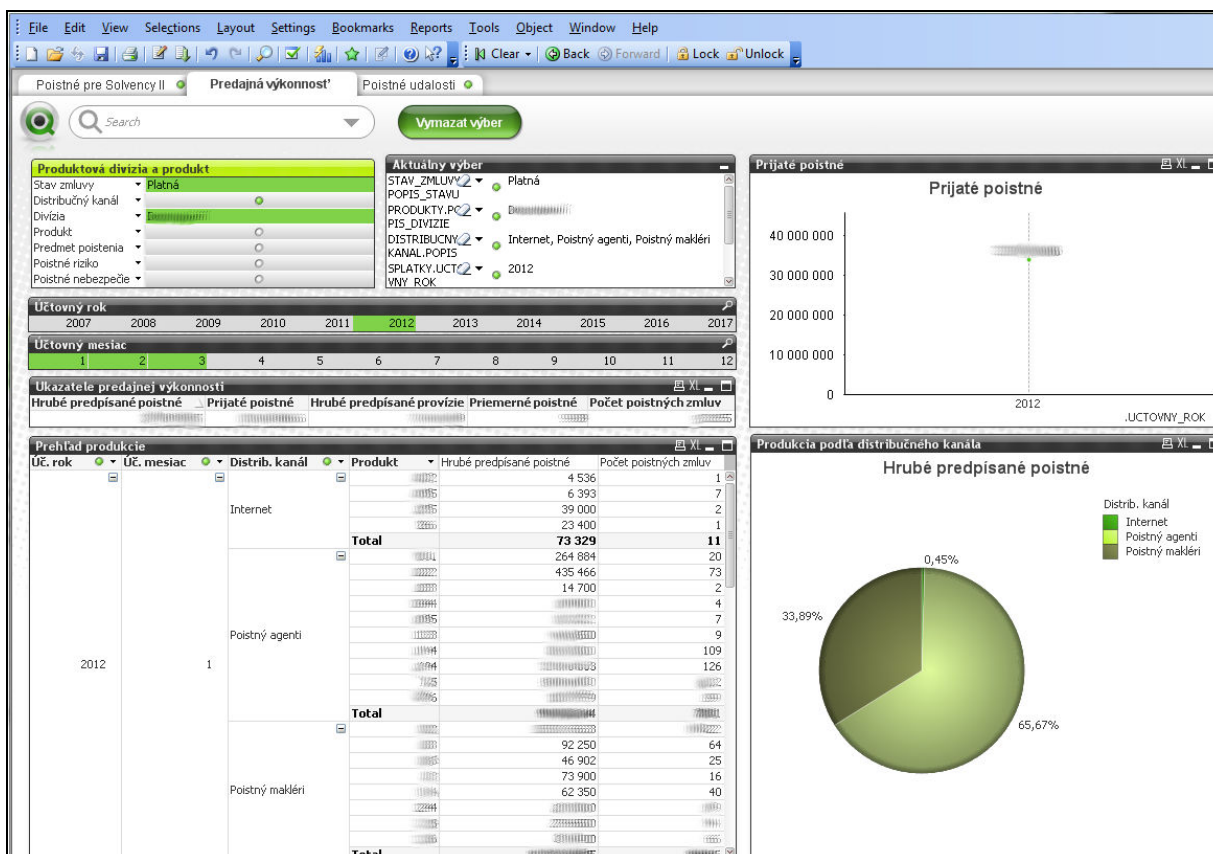 File Edit View Selections Layout Settings Bookmarks Reports Tools Object Window Help
Clear Back Forward Lock Unlock
Poistné pre Solvency II Predajná výkonnosť Poistné udalosti
Search Vymazat výber
Produktová divízia a produkt
Stav zmluvy Platná
Distribučný kanál
Divízia
Produkt
Predmet poistenia
Poistné riziko
Poistné nebezpečie
Aktuálny výber
STAV_ZMLUVY Platná
POPIS_STAVU
PRODUKTY.PO
PIS_DIVIZIE
DISTRIBUCNY Internet, Poistný agenti, Poistný makléri
KANAL.POPIS
SPLATKY.UCT 2012
VNY_ROK
Účtovný rok
2007 2008 2009 2010 2011 2012 2013 2014 2015 2016 2017
Účtovný mesiac
1 2 3 4 5 6 7 8 9 10 11 12
Ukazatele predajnej výkonnosti XL
Hrubé predpísané poistné Prijaté poistné Hrubé predpísané provízie Priemerné poistné Počet poistných zmluv
Prehľad produkcie XL
Úč. rok Úč. mesiac Distrib. kanál Produkt Hrubé predpísané poistné Počet poistných zmluv
4 536 1
6 393 7
Internet 39 000 2
23 400 1
Total 73 329 11
264 884 20
435 466 73
14 700 2
4
7
Poistný agenti 9
109
2012 1 126
Total
92 250 64
46 902 25
73 900 16
Poistný makléri 62 350 40
Total
Prijaté poistné XL
Prijaté poistné
40 000 000
30 000 000
20 000 000
10 000 000
0
2012
.UCTOVNY_ROK
Produkcia podľa distribučného kanála XL
Hrubé predpísané poistné
Distrib. kanál
Internet
Poistný agenti
Poistný makléri
0,45%
33,89%
65,67%